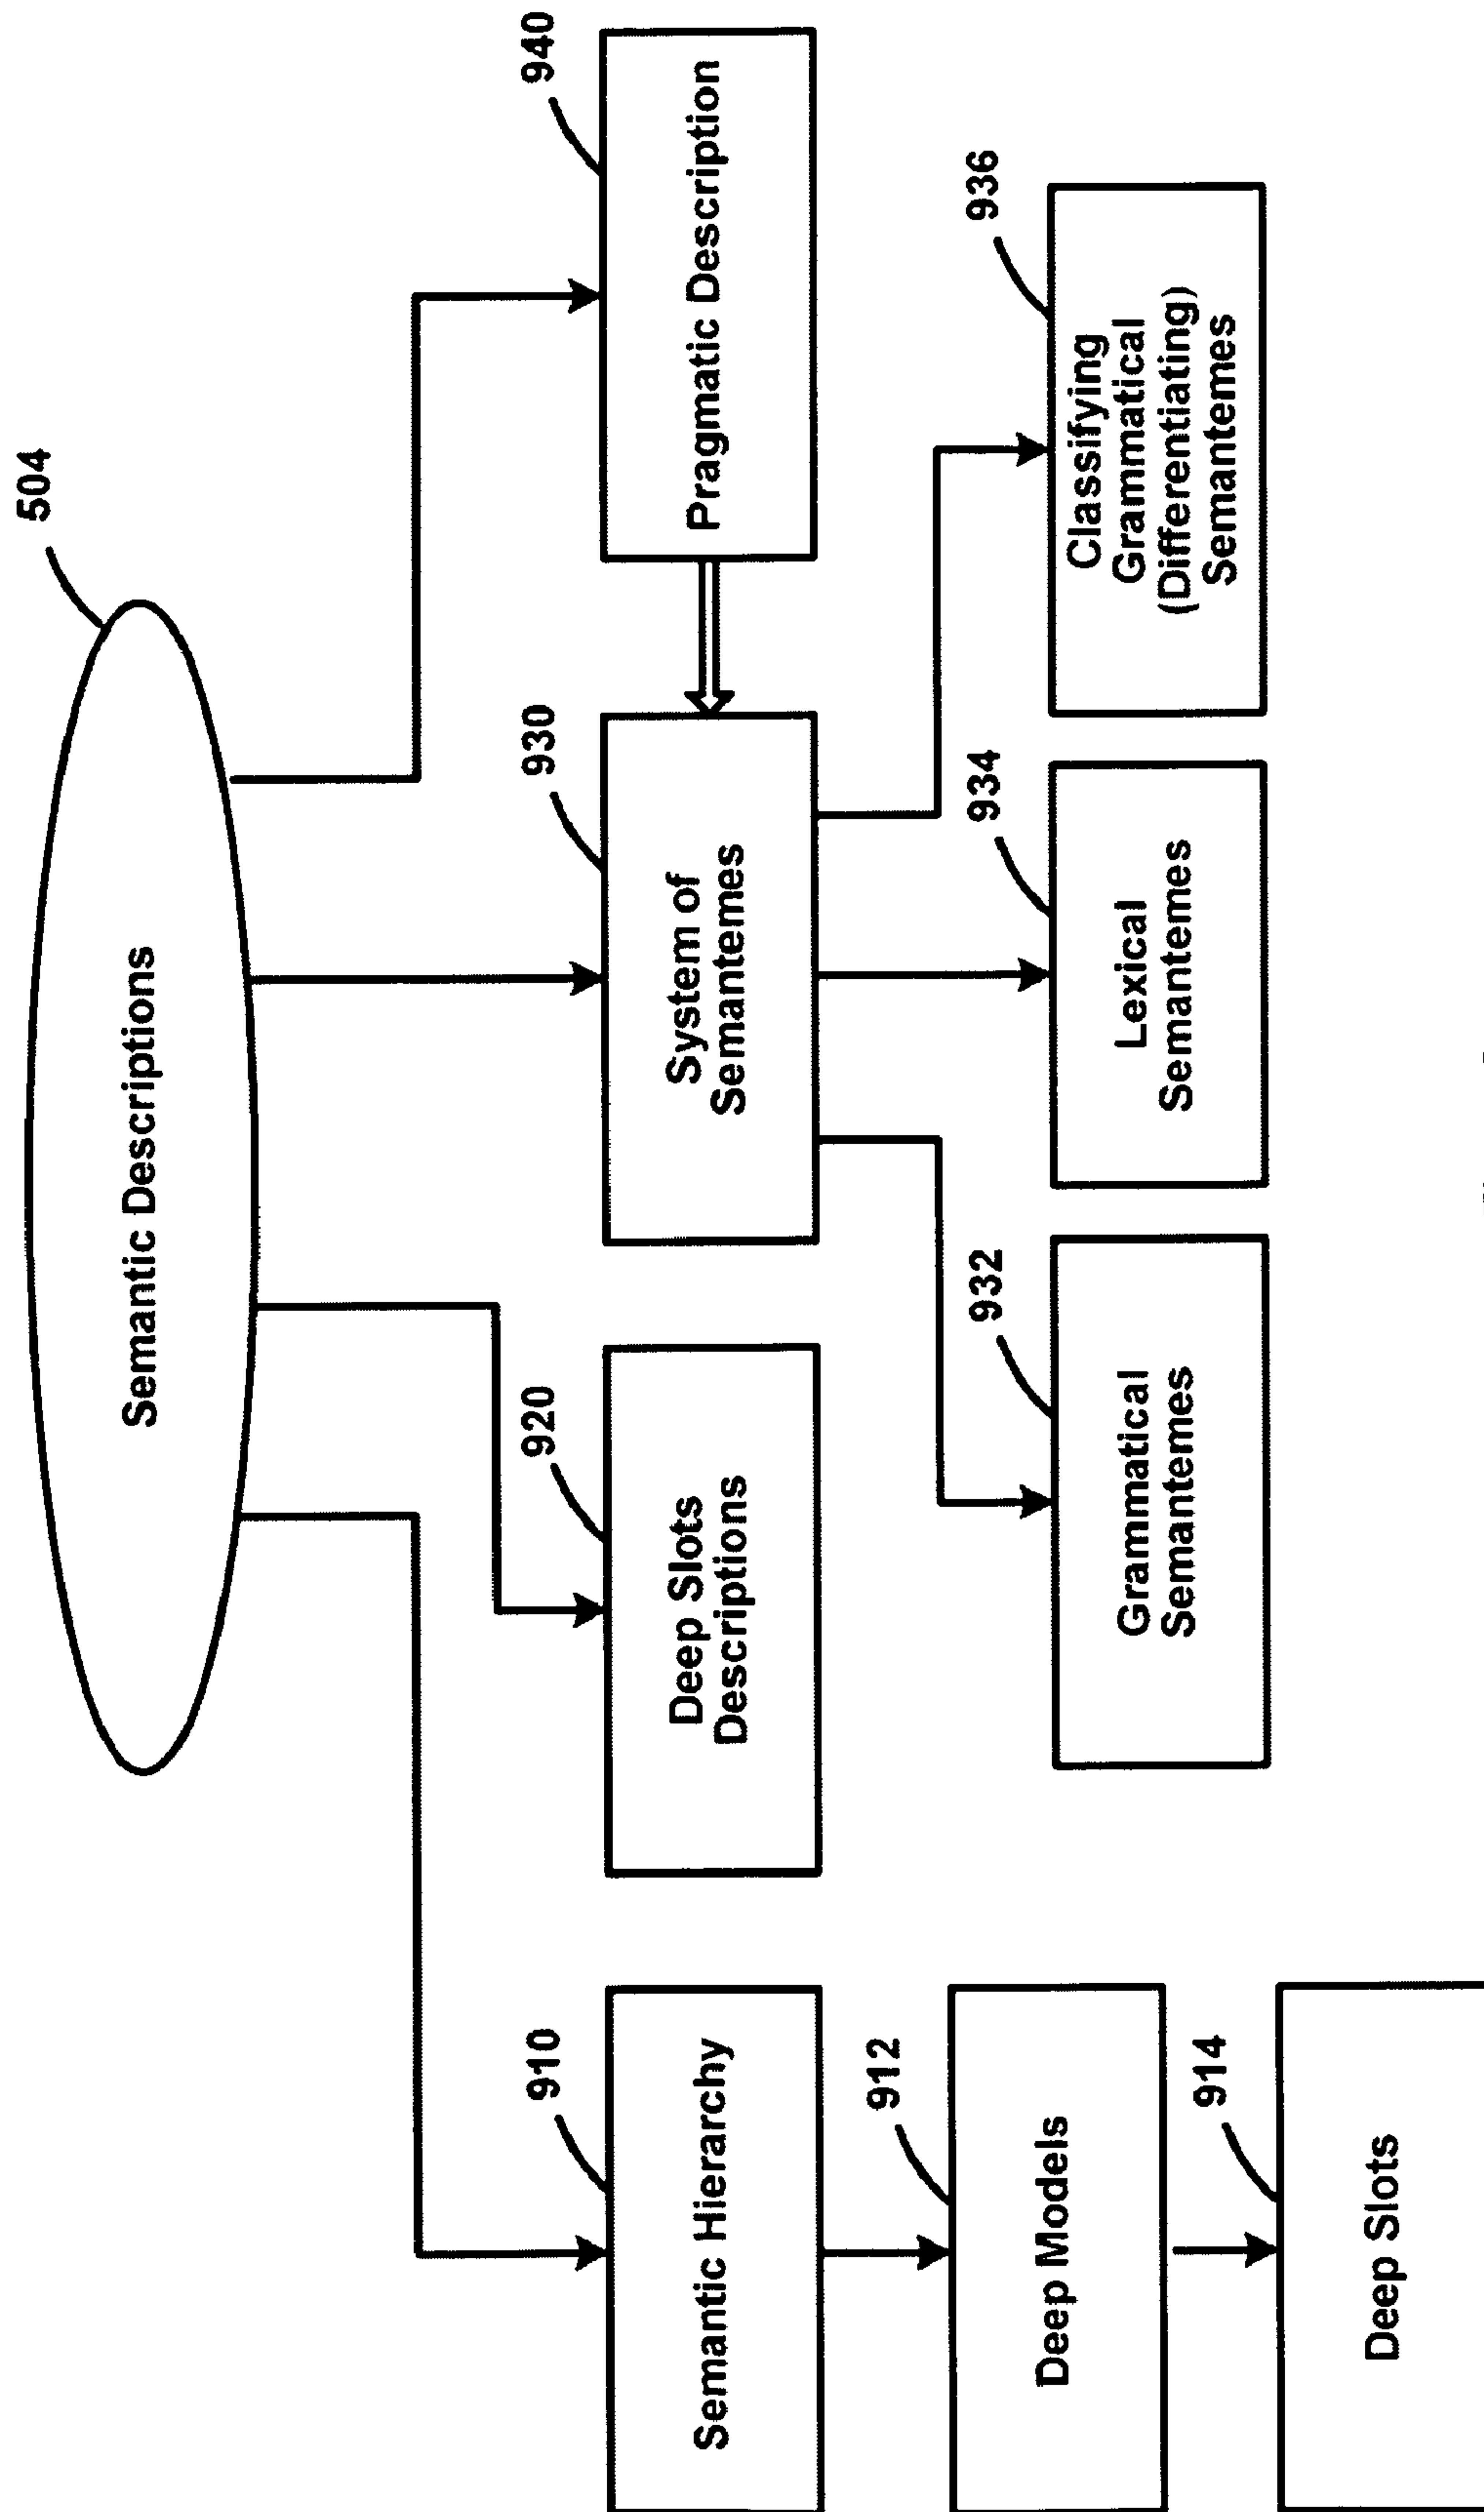 504
Semantic Descriptions
910
Semantic Hierarchy
920
Deep Slots
Descriptions
930
System of
Semantemes
940
Pragmatic Description
912
Deep Models
932
Grammatical
Semantemes
934
Lexical
Semantemes
936
Classifying
Grammatical
(Differentiating)
Semantemes
914
Deep Slots